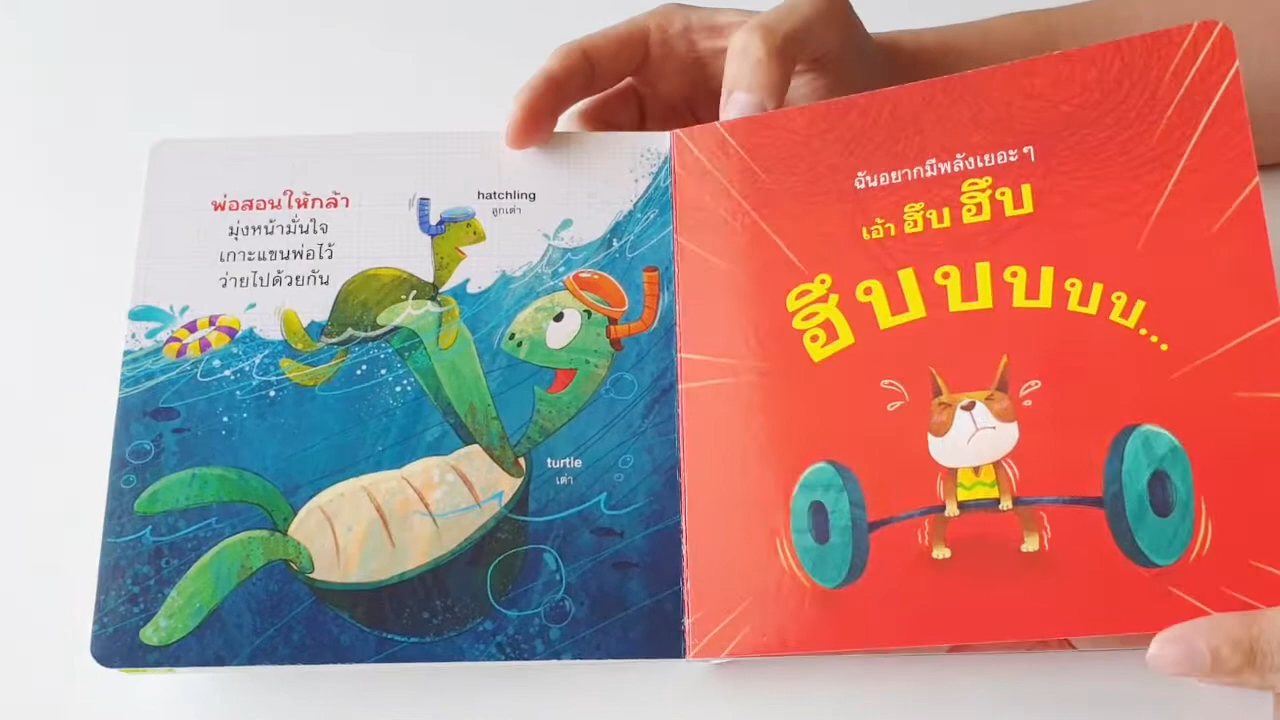 พ่อสอนให้กล้า
มุ่งหน้ามั่นใจ
เกาะแขนพ่อไว้
ว่ายไปด้วยกัน
hatchling
ลูกเต่า
turtle
เต่า
ฉันอยากมีพลังเยอะ ๆ
เอ้า ฮึบ ฮึบ
ฮึบบบบบ...